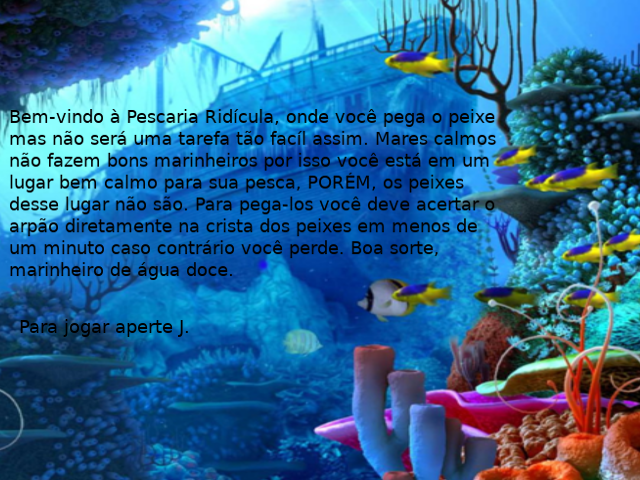 Bem-vindo à Pescaria Ridícula, onde você pega o peixe
mas não será uma tarefa tão facíl assim. Mares calmos
não fazem bons marinheiros por isso você está em um
lugar bem calmo para sua pesca, PORÉM, os peixes
desse lugar não são. Para pega-los você deve acertar o
arpão diretamente na crista dos peixes em menos de
um minuto caso contrário você perde. Boa sorte,
marinheiro de água doce.
Para jogar aperte J.